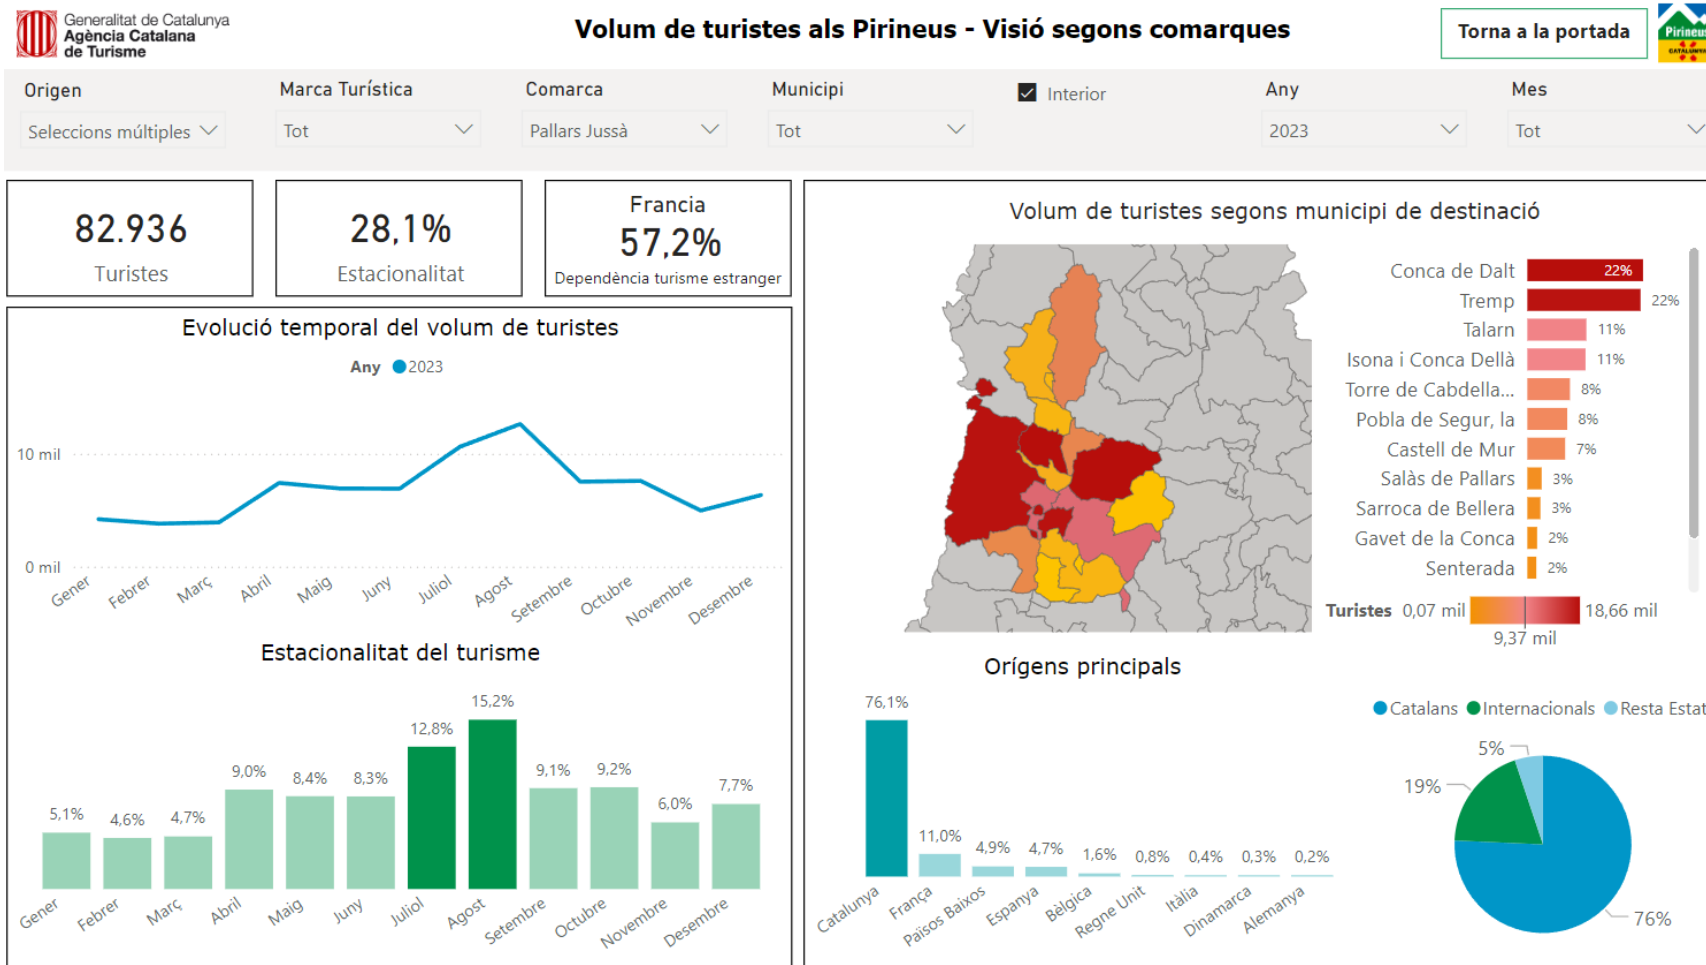 Generalitat de Catalunya
Agència Catalana
de Turisme
Volum de turistes als Pirineus - Visió segons comarques
Torna a la portada
Pirineus
CATALUNYA
Origen
Marca Turística
Comarca
Municipi
Interior
Any
Mes
Seleccions múltiples
Tot
Pallars Jussà
Tot
2023
Tot
82.936
Turistes
28,1%
Estacionalitat
Francia
57,2%
Dependència turisme estranger
Evolució temporal del volum de turistes
Any 2023
10 mil
0 mil
Gener
Febrer
Març
Abril
Maig
Juny
Juliol
Agost
Setembre
Octubre
Novembre
Desembre
Estacionalitat del turisme
5,1%
4,6%
4,7%
9,0%
8,4%
8,3%
12,8%
15,2%
9,1%
9,2%
6,0%
7,7%
Gener
Febrer
Març
Abril
Maig
Juny
Juliol
Agost
Setembre
Octubre
Novembre
Desembre
Volum de turistes segons municipi de destinació
Conca de Dalt 22%
Tremp 22%
Talarn 11%
Isona i Conca Dellà 11%
Torre de Cabdella... 8%
Pobla de Segur, la 8%
Castell de Mur 7%
Salàs de Pallars 3%
Sarroca de Bellera 3%
Gavet de la Conca 2%
Senterada 2%
Turistes 0,07 mil 18,66 mil
9,37 mil
Orígens principals
76,1%
11,0%
4,9%
4,7%
1,6%
0,8%
0,4%
0,3%
0,2%
Catalunya
França
Països Baixos
Espanya
Bèlgica
Regne Unit
Itàlia
Dinamarca
Alemanya
Catalans Internacionals Resta Estat
5%
19%
76%